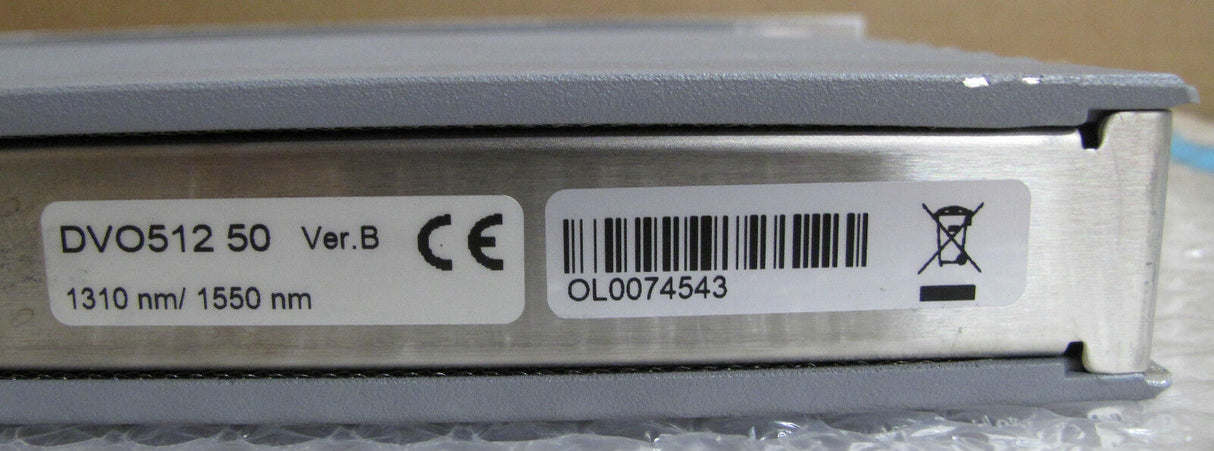 DVO512 50 Ver.B CE
1310 nm/ 1550 nm
OL0074543